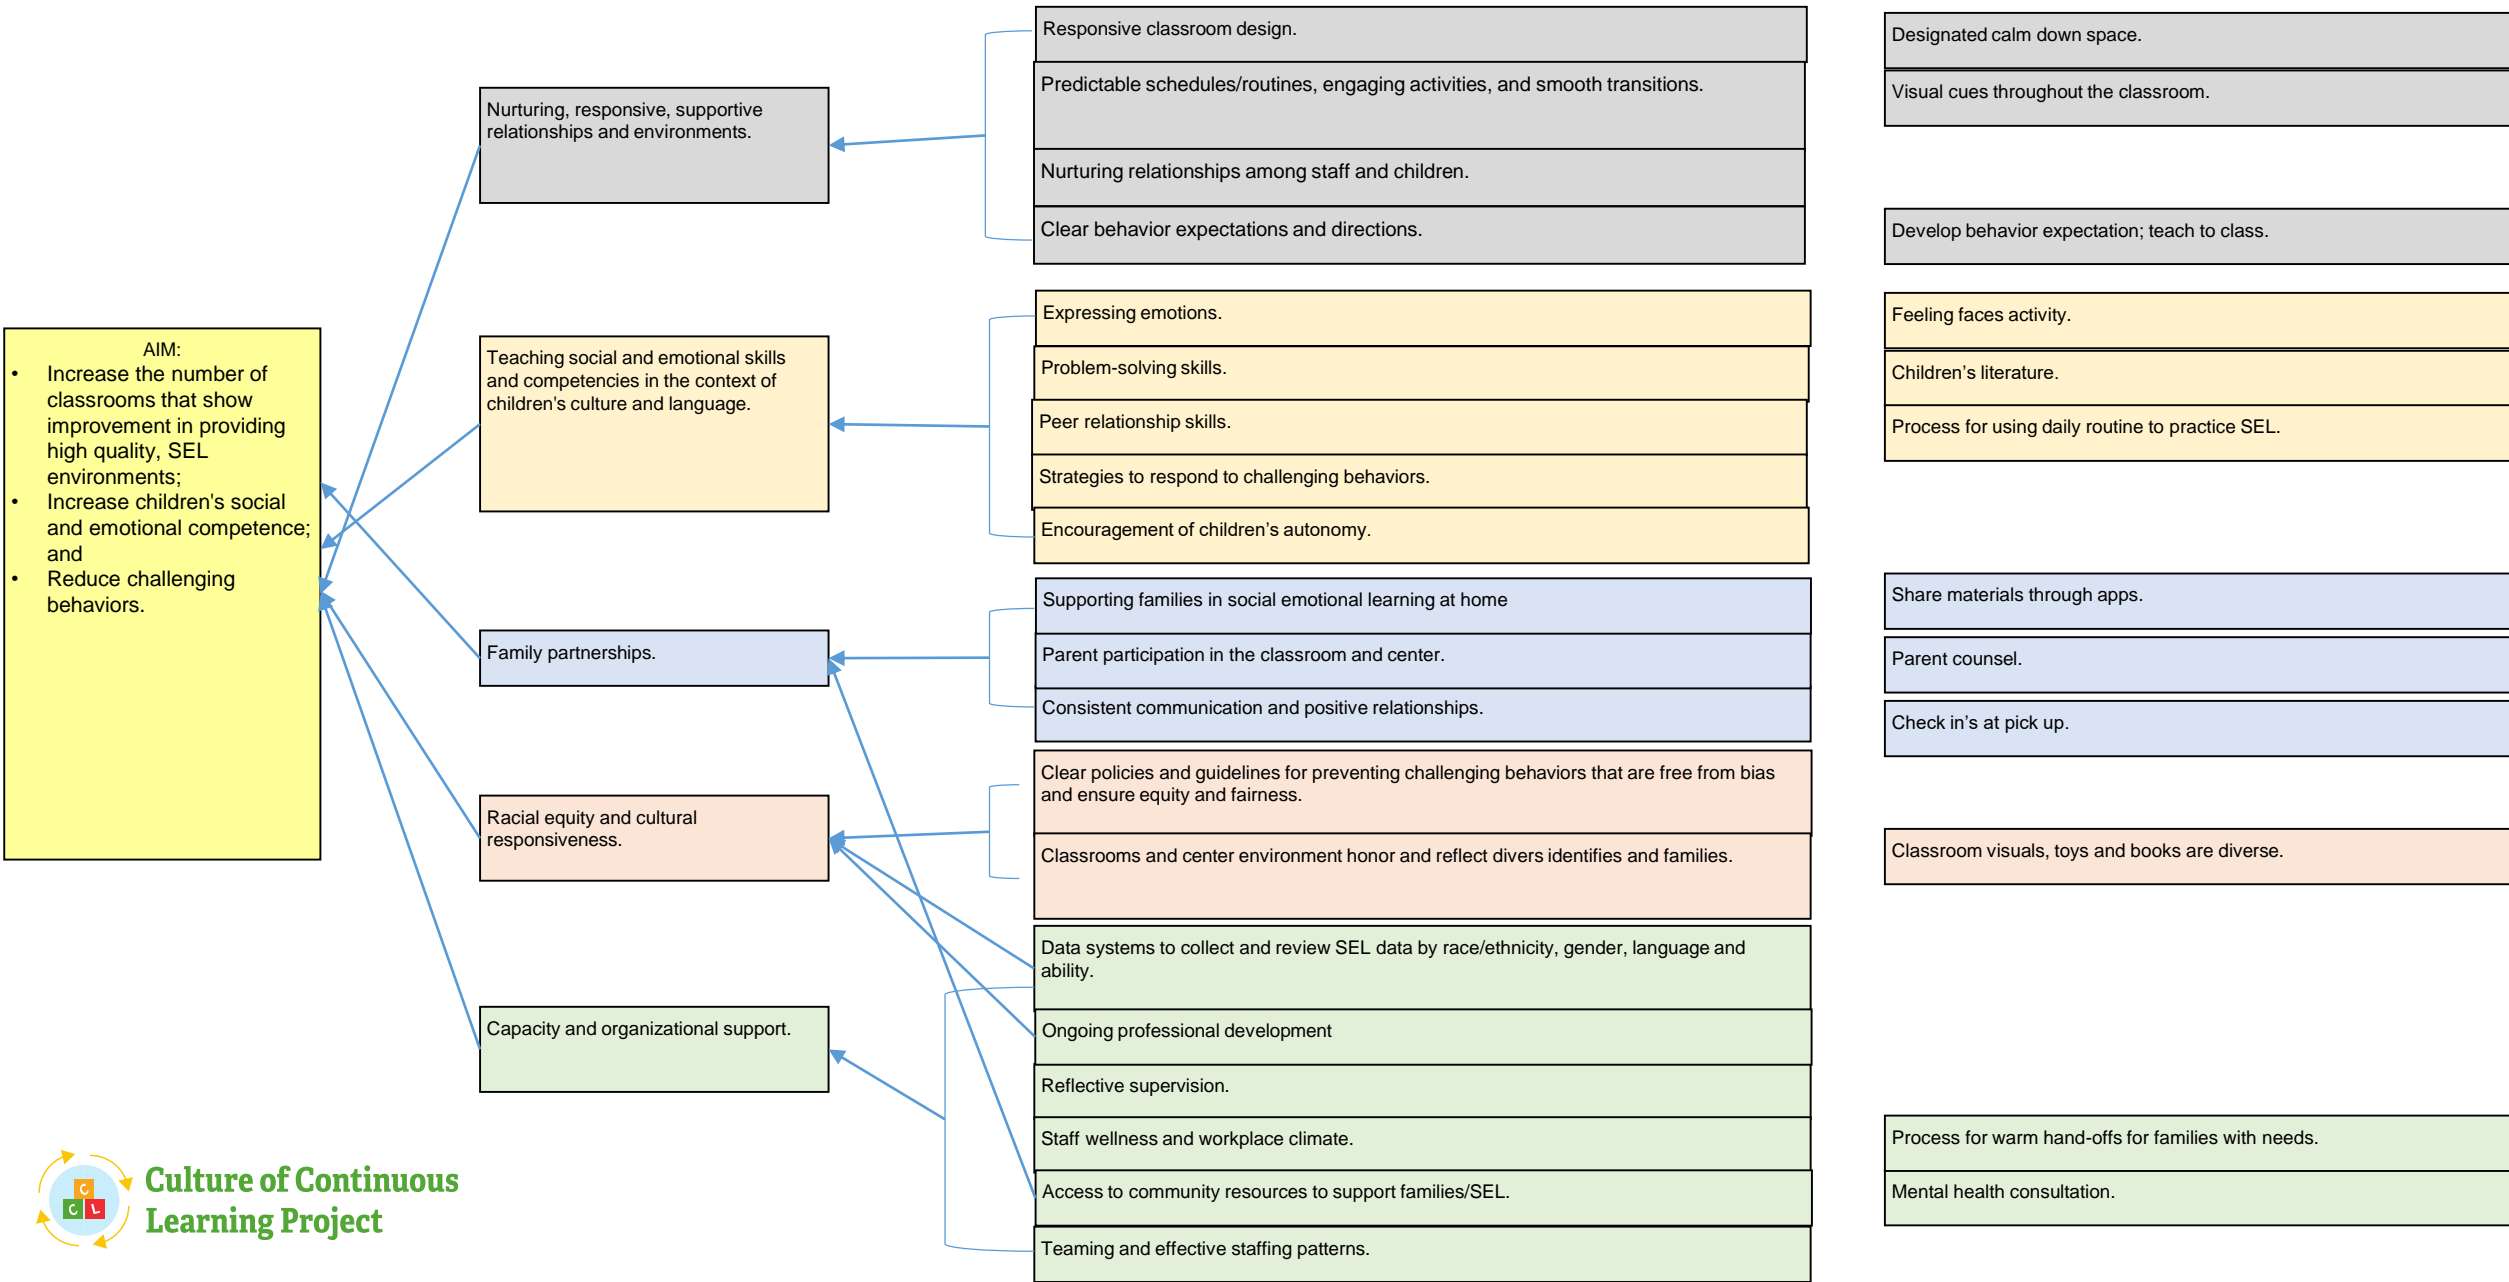 AIM:
• Increase the number of
classrooms that show
improvement in providing
high quality, SEL
environments;
• Increase children's social
and emotional competence;
and
• Reduce challenging
behaviors.
Nurturing, responsive, supportive
relationships and environments.
Teaching social and emotional skills
and competencies in the context of
children's culture and language.
Family partnerships.
Racial equity and cultural
responsiveness.
Capacity and organizational support.
Responsive classroom design.
Predictable schedules/routines, engaging activities, and smooth transitions.
Nurturing relationships among staff and children.
Clear behavior expectations and directions.
Expressing emotions.
Problem-solving skills.
Peer relationship skills.
Strategies to respond to challenging behaviors.
Encouragement of children’s autonomy.
Supporting families in social emotional learning at home
Parent participation in the classroom and center.
Consistent communication and positive relationships.
Clear policies and guidelines for preventing challenging behaviors that are free from bias
and ensure equity and fairness.
Classrooms and center environment honor and reflect divers identifies and families.
Data systems to collect and review SEL data by race/ethnicity, gender, language and
ability.
Ongoing professional development
Reflective supervision.
Staff wellness and workplace climate.
Access to community resources to support families/SEL.
Teaming and effective staffing patterns.
Designated calm down space.
Visual cues throughout the classroom.
Develop behavior expectation; teach to class.
Feeling faces activity.
Children’s literature.
Process for using daily routine to practice SEL.
Share materials through apps.
Parent counsel.
Check in’s at pick up.
Classroom visuals, toys and books are diverse.
Process for warm hand-offs for families with needs.
Mental health consultation.
C
C L
Culture of Continuous
Learning Project